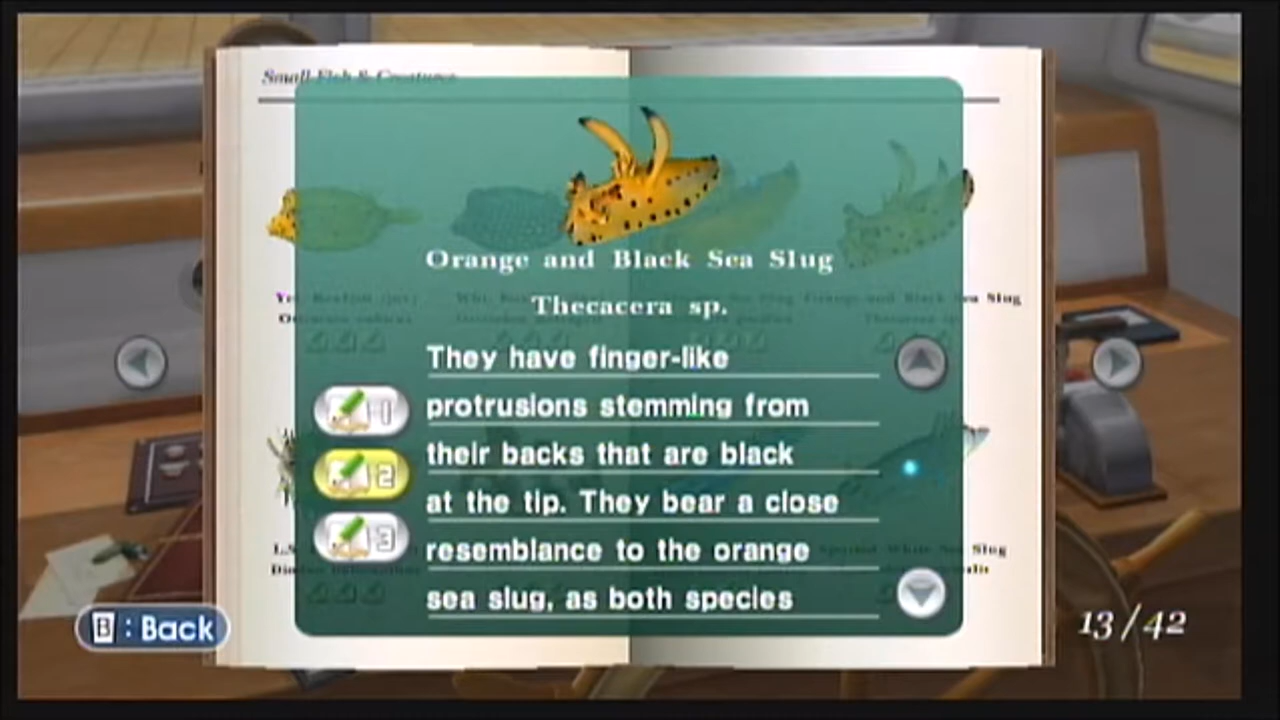 Small Fish & Creatures
Orange and Black Sea Slug
Thecacera sp.
They have finger-like
protrusions stemming from
their backs that are black
at the tip. They bear a close
resemblance to the orange
sea slug, as both species
1
2
3
B : Back
13/42